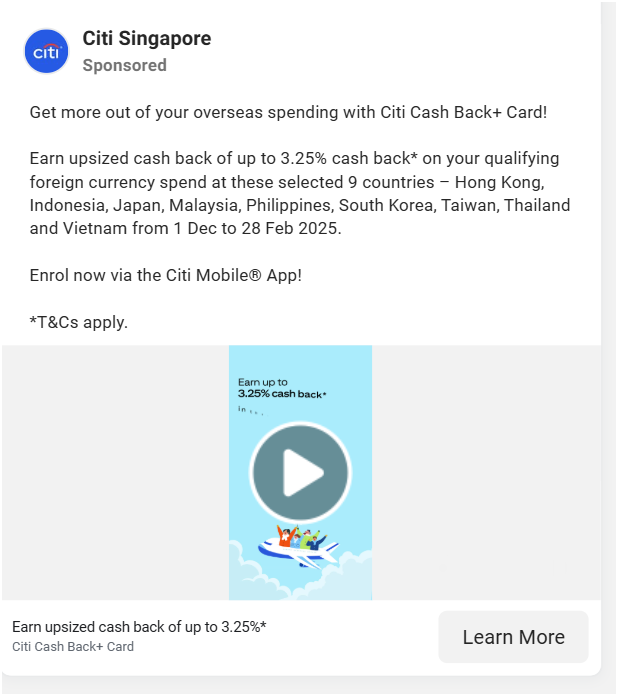 citi
Citi Singapore
Sponsored
Get more out of your overseas spending with Citi Cash Back+ Card!
Earn upsized cash back of up to 3.25% cash back* on your qualifying
foreign currency spend at these selected 9 countries – Hong Kong,
Indonesia, Japan, Malaysia, Philippines, South Korea, Taiwan, Thailand
and Vietnam from 1 Dec to 28 Feb 2025.
Enrol now via the Citi Mobile® App!
*T&Cs apply.
Earn up to
3.25% cash back*
in
Earn upsized cash back of up to 3.25%*
Citi Cash Back+ Card
Learn More